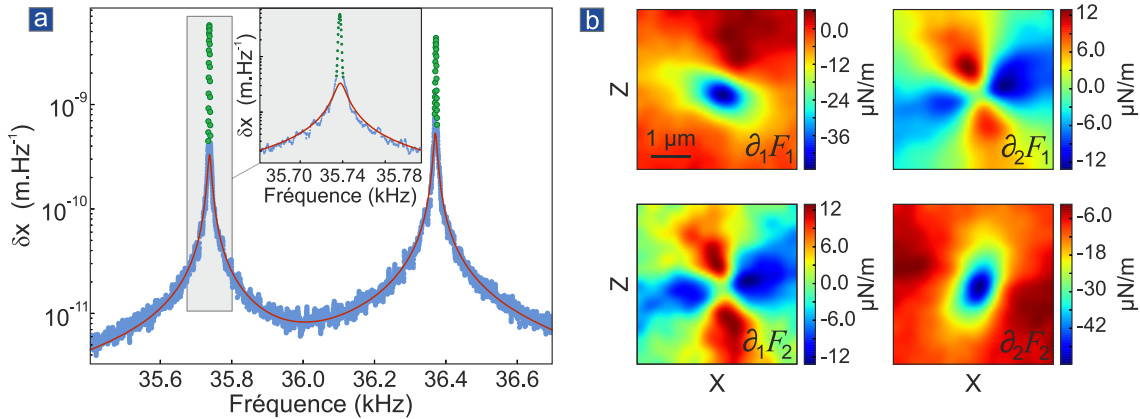 a
δx (m.Hz⁻¹)
10⁻⁹
10⁻¹⁰
10⁻¹¹
35.6
35.8
36.0
36.2
36.4
36.6
Fréquence (kHz)
δx (m.Hz⁻¹)
35.70
35.74
35.78
Fréquence (kHz)
b
Z
1 µm
∂₁F₁
0.0
-12
-24
-36
µN/m
∂₂F₁
12
6.0
0.0
-6.0
-12
µN/m
Z
X
∂₁F₂
12
6.0
0.0
-6.0
-12
µN/m
X
∂₂F₂
-6.0
-18
-30
-42
µN/m